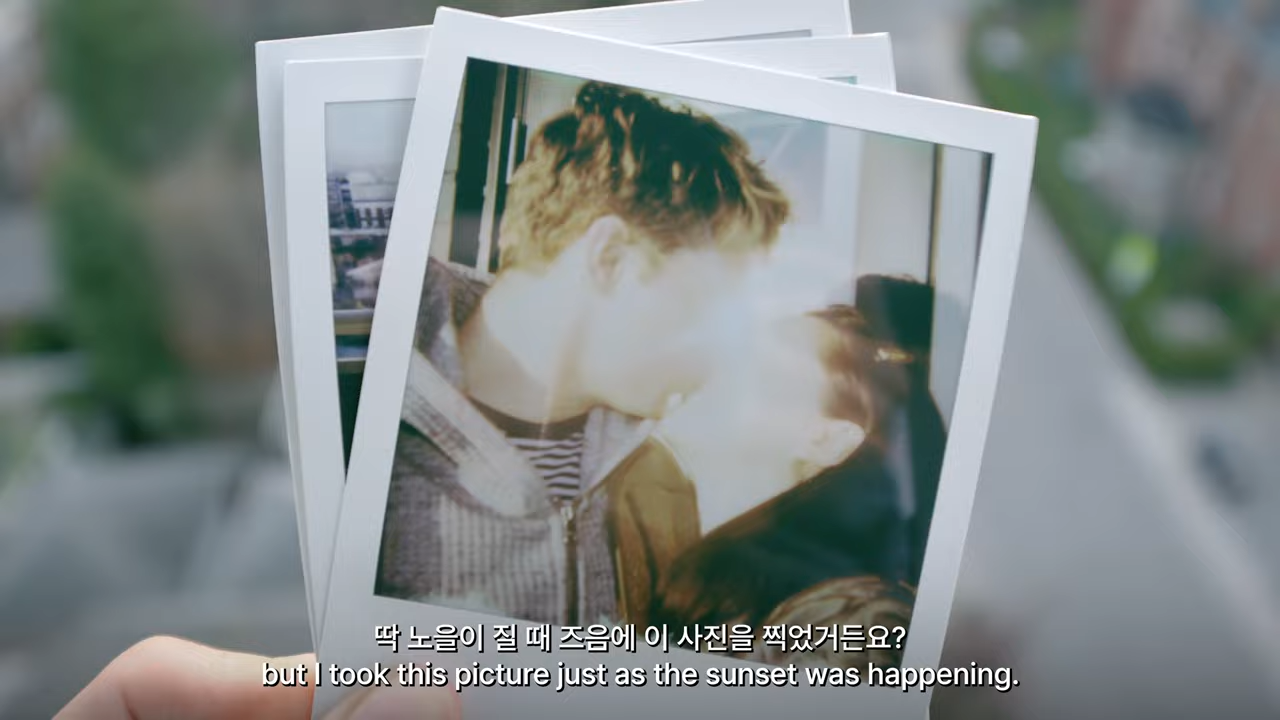 딱 노을이 질 때 즈음에 이 사진을 찍었거든요?
but I took this picture just as the sunset was happening.